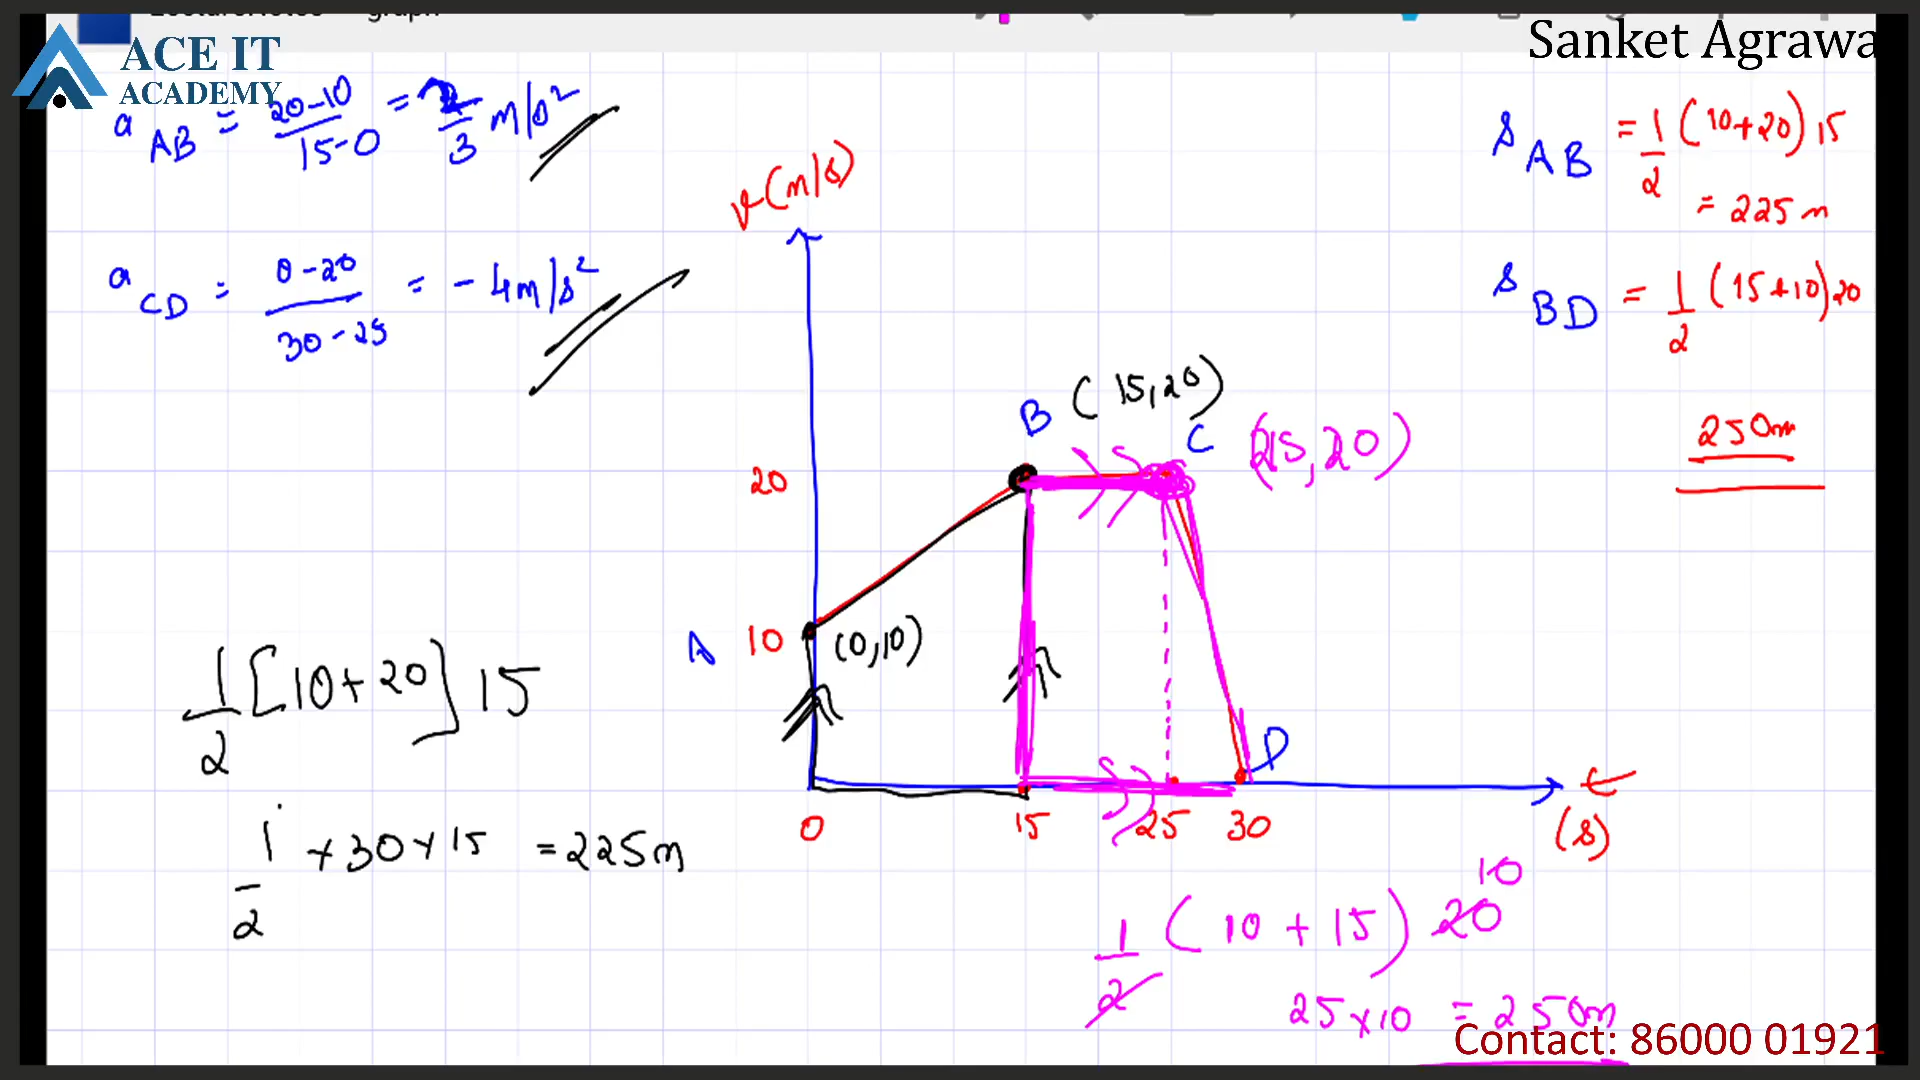 LectureNotes graph
ACE IT
ACADEMY
Sanket Agrawa
a AB = 20-10 / 15-0 = 2/3 m/s²
a CD = 0-20 / 30-25 = - 4m/s²
S AB = 1/2 (10+20) 15
= 225 m
S BD = 1/2 (15+10) 20
250m
v(m/s)
B (15,20)
C (25,20)
20
A 10 (0,10)
D
0 15 25 30
t
(s)
1/2 [10+20] 15
1/2 × 30 × 15 = 225m
1/2 (10 + 15) 20 10
25×10 = 250m
Contact: 86000 01921